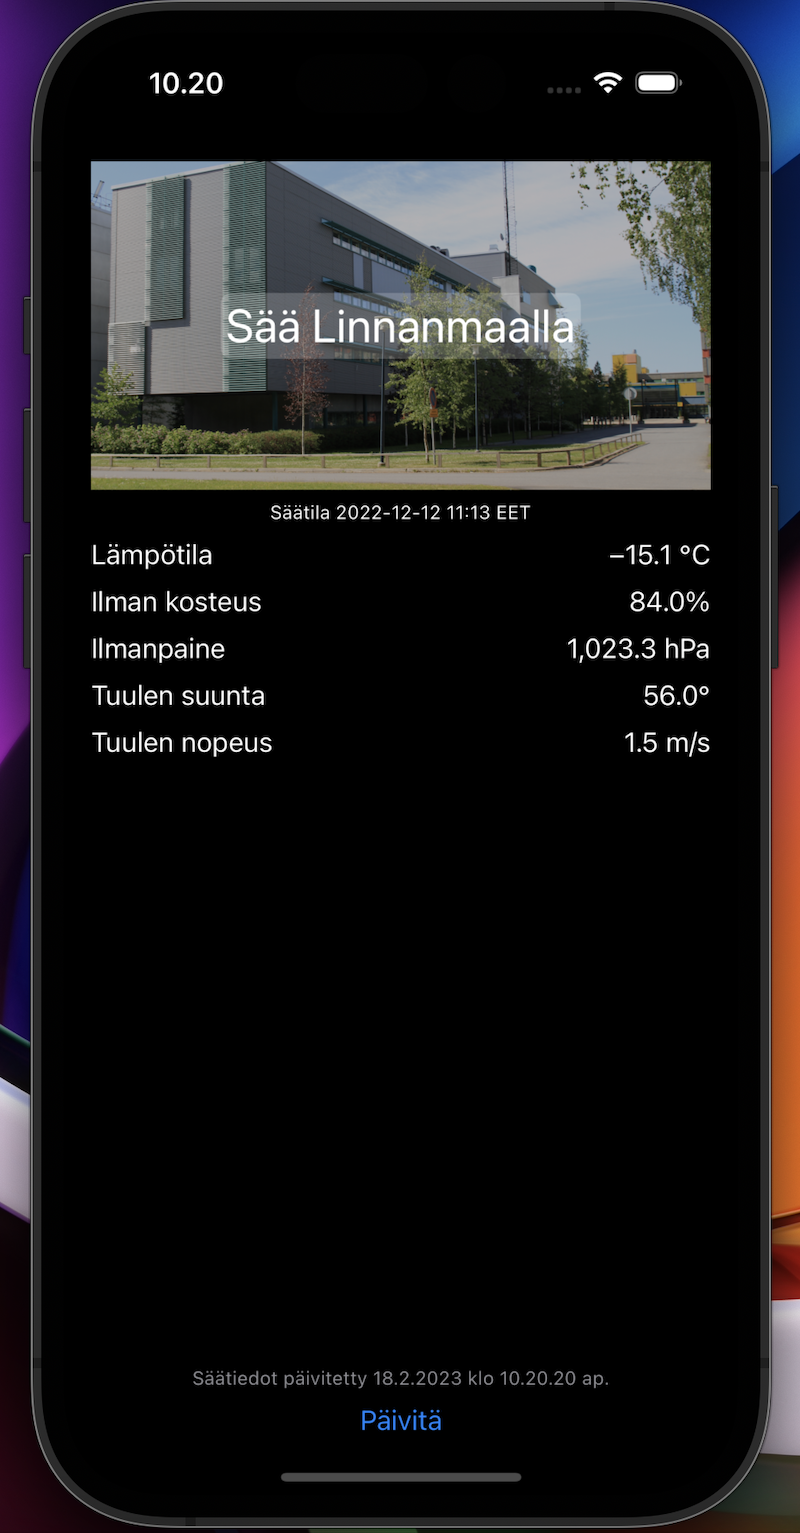 10.20
Sää Linnanmaalla
Säätila 2022-12-12 11:13 EET
Lämpötila –15.1 °C
Ilman kosteus 84.0%
Ilmanpaine 1,023.3 hPa
Tuulen suunta 56.0°
Tuulen nopeus 1.5 m/s
Säätiedot päivitetty 18.2.2023 klo 10.20.20 ap.
Päivitä